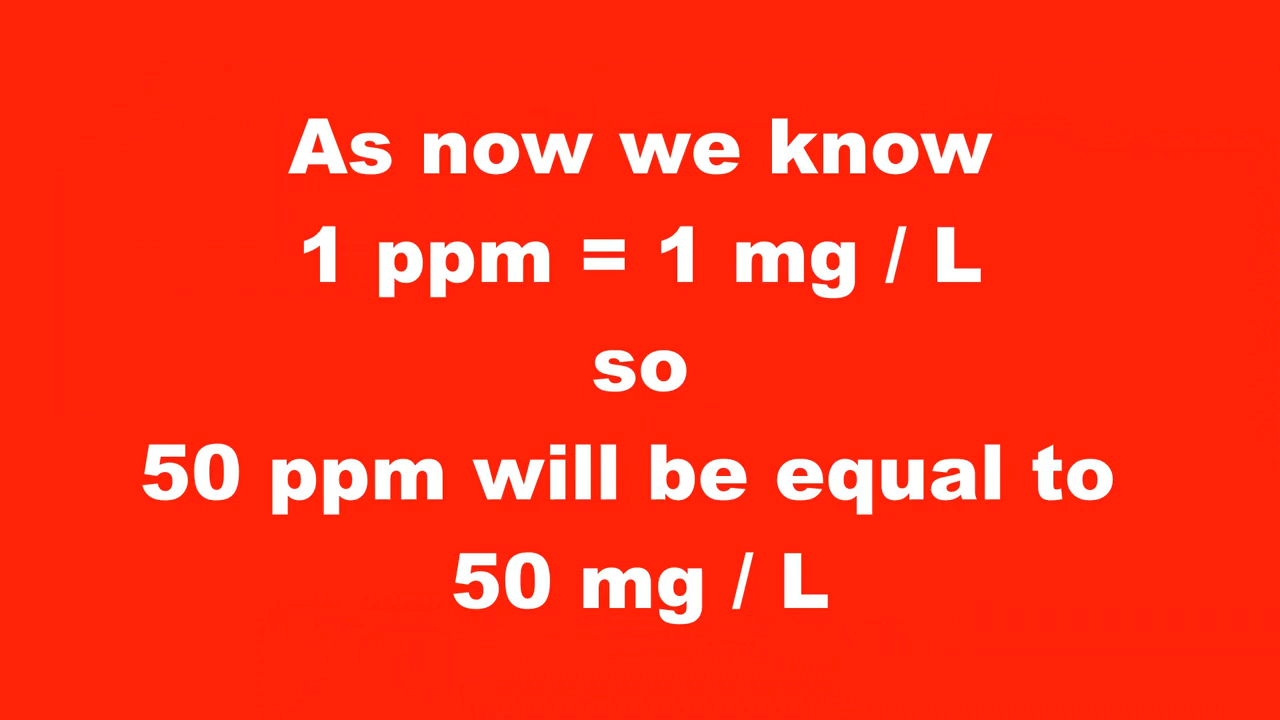 As now we know
1 ppm = 1 mg / L
so
50 ppm will be equal to
50 mg / L